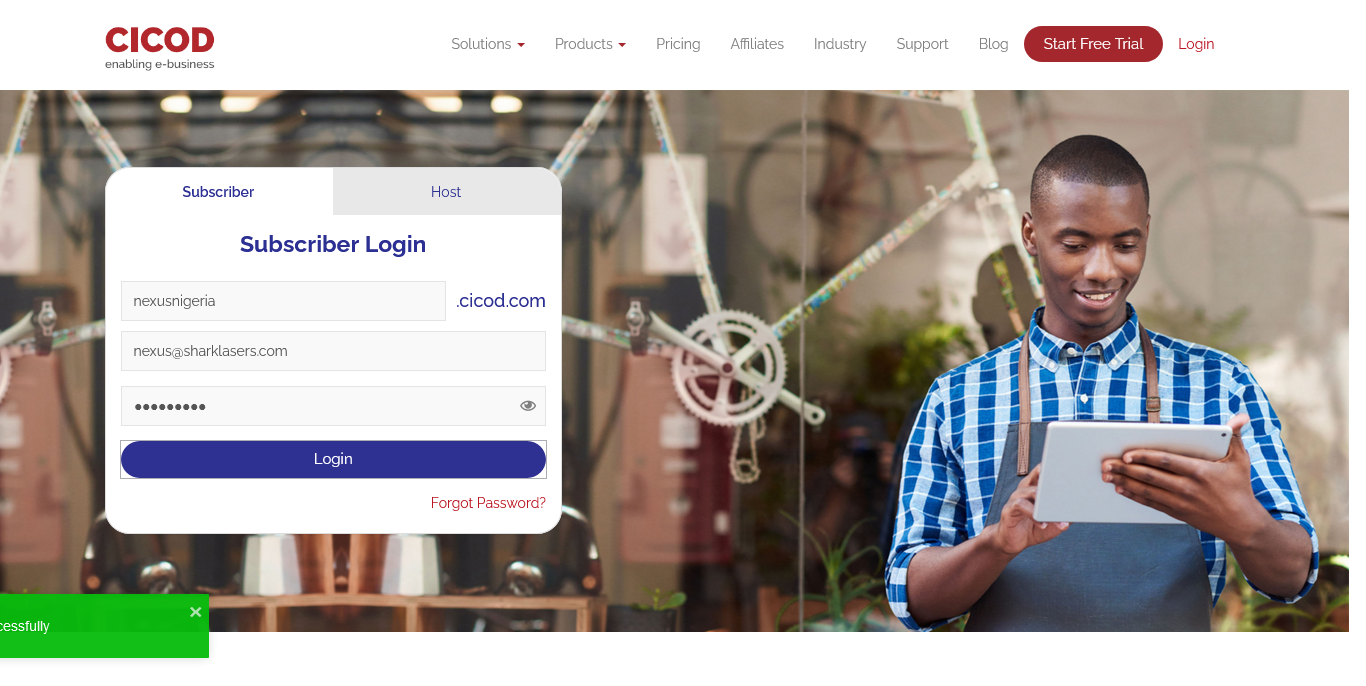 CICOD
enabling e-business
Solutions
Products
Pricing
Affiliates
Industry
Support
Blog
Start Free Trial
Login
Subscriber
Host
Subscriber Login
nexusnigeria
.cicod.com
nexus@sharklasers.com
Login
Forgot Password?
cessfully